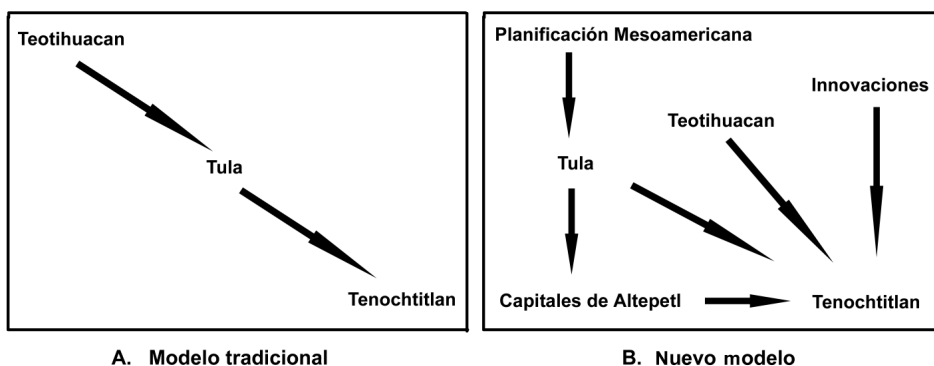 Teotihuacan
Tula
Tenochtitlan
A. Modelo tradicional
Planificación Mesoamericana
Innovaciones
Teotihuacan
Tula
Capitales de Altepetl
Tenochtitlan
B. Nuevo modelo